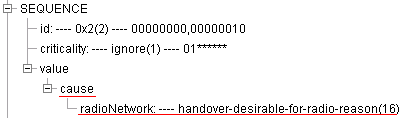 SEQUENCE
id: ---- 0x2(2) ---- 00000000,00000010
criticality: ---- ignore(1) ---- 01******
value
cause
radioNetwork: ---- handover-desirable-for-radio-reason(16)